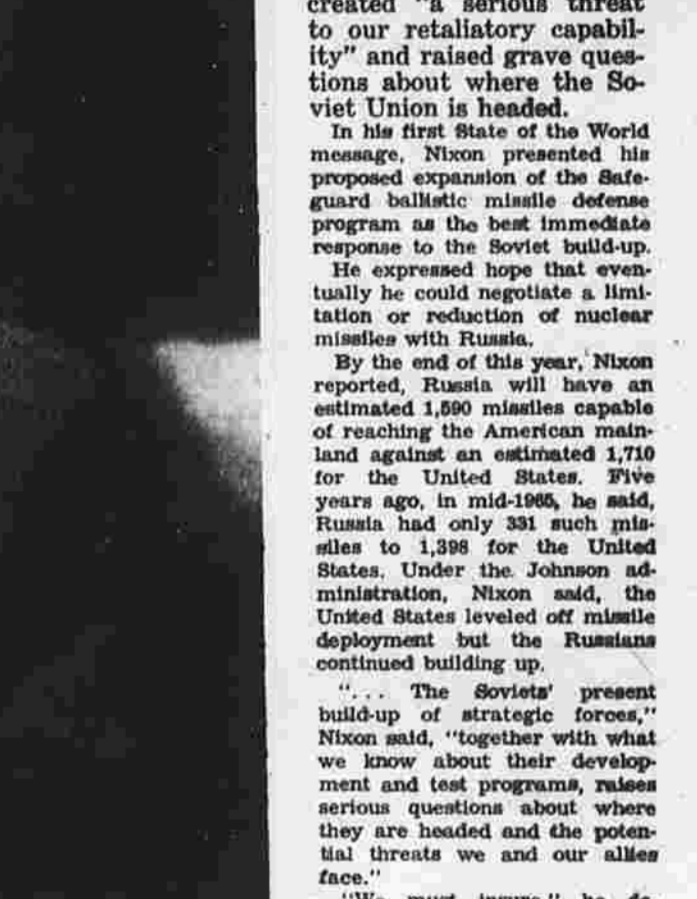 created "a serious threat
to our retaliatory capabil-
ity" and raised grave ques-
tions about where the So-
viet Union is headed.
In his first State of the World
message, Nixon presented his
proposed expansion of the Safe-
guard ballistic missile defense
program as the best immediate
response to the Soviet build-up.
He expressed hope that even-
tually he could negotiate a limi-
tation or reduction of nuclear
missiles with Russia.
By the end of this year, Nixon
reported, Russia will have an
estimated 1,590 missiles capable
of reaching the American main-
land against an estimated 1,710
for the United States. Five
years ago, in mid-1965, he said,
Russia had only 331 such mis-
siles to 1,398 for the United
States. Under the Johnson ad-
ministration, Nixon said, the
United States leveled off missile
deployment but the Russians
continued building up.
"... The Soviets' present
build-up of strategic forces,"
Nixon said, "together with what
we know about their develop-
ment and test programs, raises
serious questions about where
they are headed and the poten-
tial threats we and our allies
face."
"We must insure," he de-